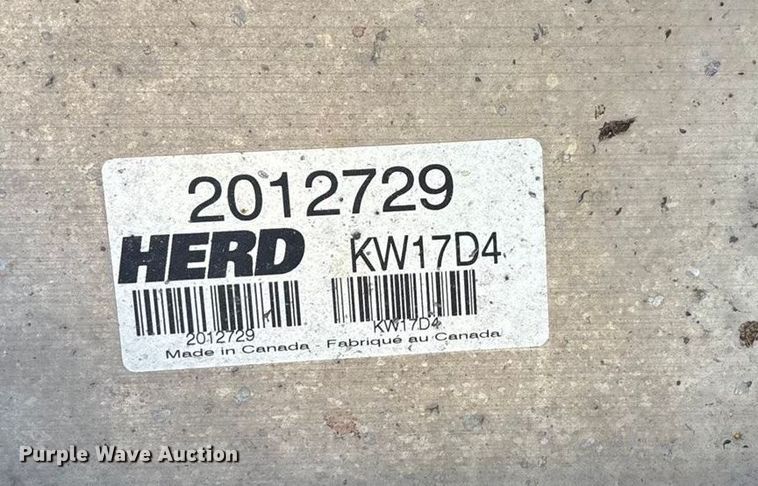 2012729
HERD KW17D4
2012729 KW17D4
Made in Canada - Fabriqué au Canada
Purple Wave Auction